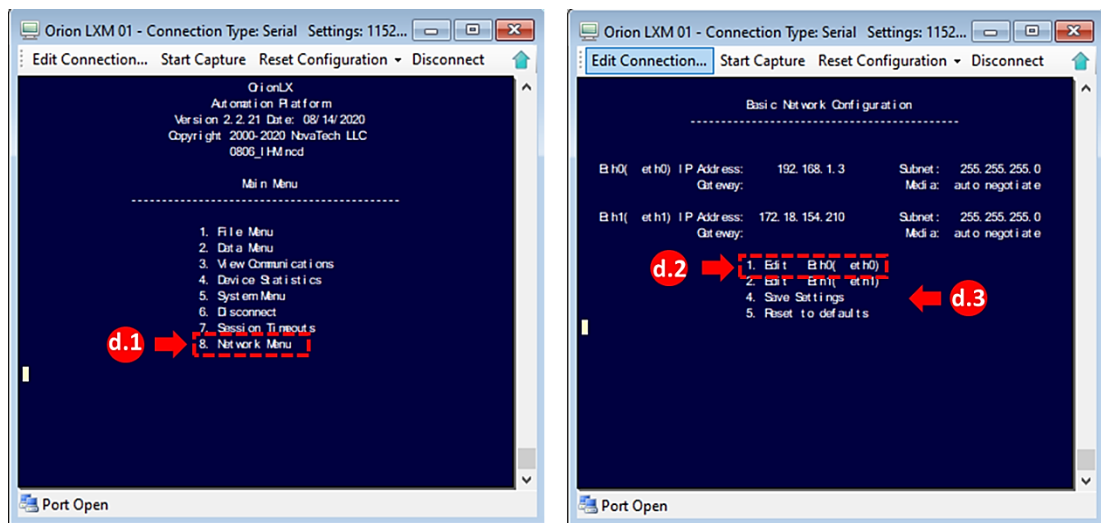 Orion LXM 01 - Connection Type: Serial Settings: 1152...
Edit Connection... Start Capture Reset Configuration Disconnect
OrionLX
Automation Platform
Version 2.2.21 Date: 08/14/2020
Copyright 2000-2020 NovaTech LLC
0806_IHMncd
Main Menu
------------------------------------------
1. File Menu
2. Data Menu
3. View Communications
4. Device Statistics
5. System Menu
6. Disconnect
7. Session Timeouts
d.1 8. Network Menu
Port Open
Orion LXM 01 - Connection Type: Serial Settings: 1152...
Edit Connection... Start Capture Reset Configuration Disconnect
Basic Network Configuration
------------------------------------------
Eth0( eth0) IP Address: 192.168.1.3 Subnet: 255.255.255.0
Gateway: Media: auto negotiate
Eth1( eth1) IP Address: 172.18.154.210 Subnet: 255.255.255.0
Gateway: Media: auto negotiate
d.2 1. Edit Eth0( eth0)
2. Edit Eth1( eth1)
4. Save Settings d.3
5. Reset to defaults
Port Open